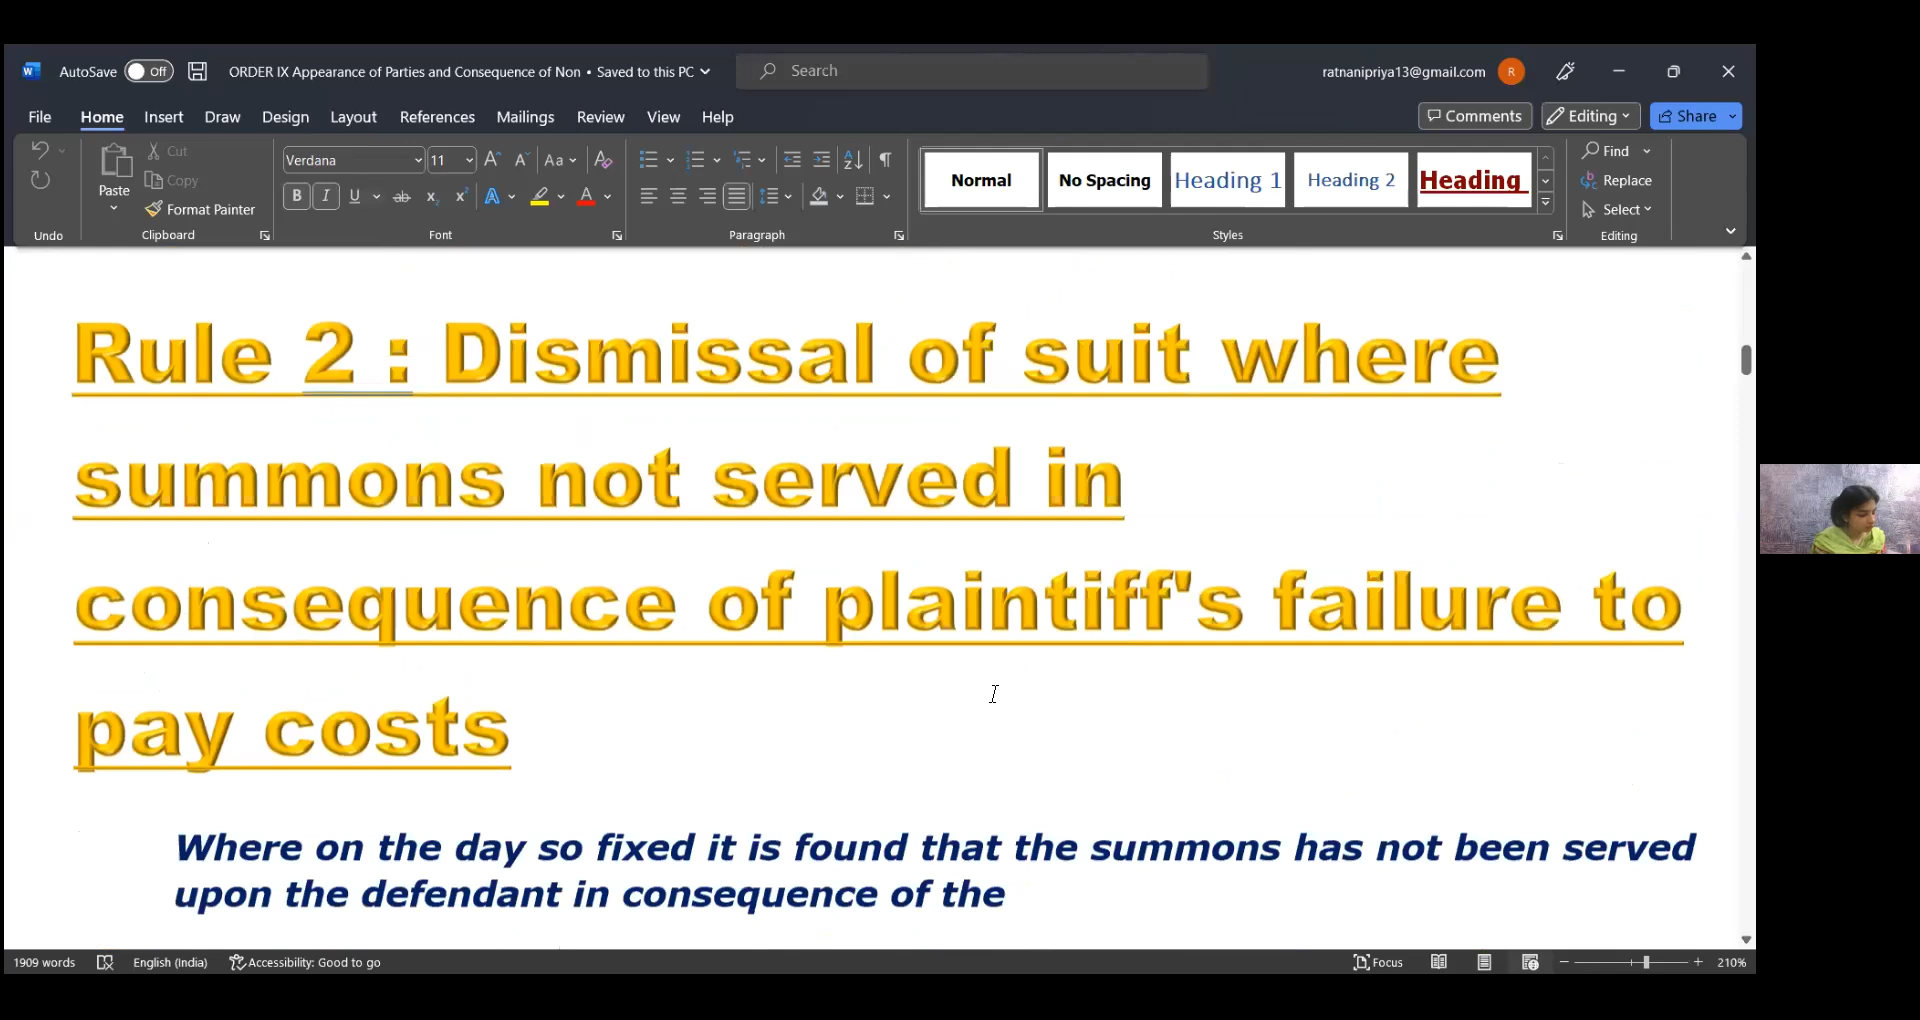 AutoSave Off ORDER IX Appearance of Parties and Consequence of Non • Saved to this PC Search ratnanipriya13@gmail.com R
File Home Insert Draw Design Layout References Mailings Review View Help Comments Editing Share
Cut Verdana 11 Aa Find
Paste Copy Normal No Spacing Heading 1 Heading 2 Heading Replace
Format Painter B I U ab x₂ x² A A Select
Undo Clipboard Font Paragraph Styles Editing
Rule 2 : Dismissal of suit where
summons not served in
consequence of plaintiff's failure to
pay costs
Where on the day so fixed it is found that the summons has not been served
upon the defendant in consequence of the
1909 words English (India) Accessibility: Good to go Focus 210%